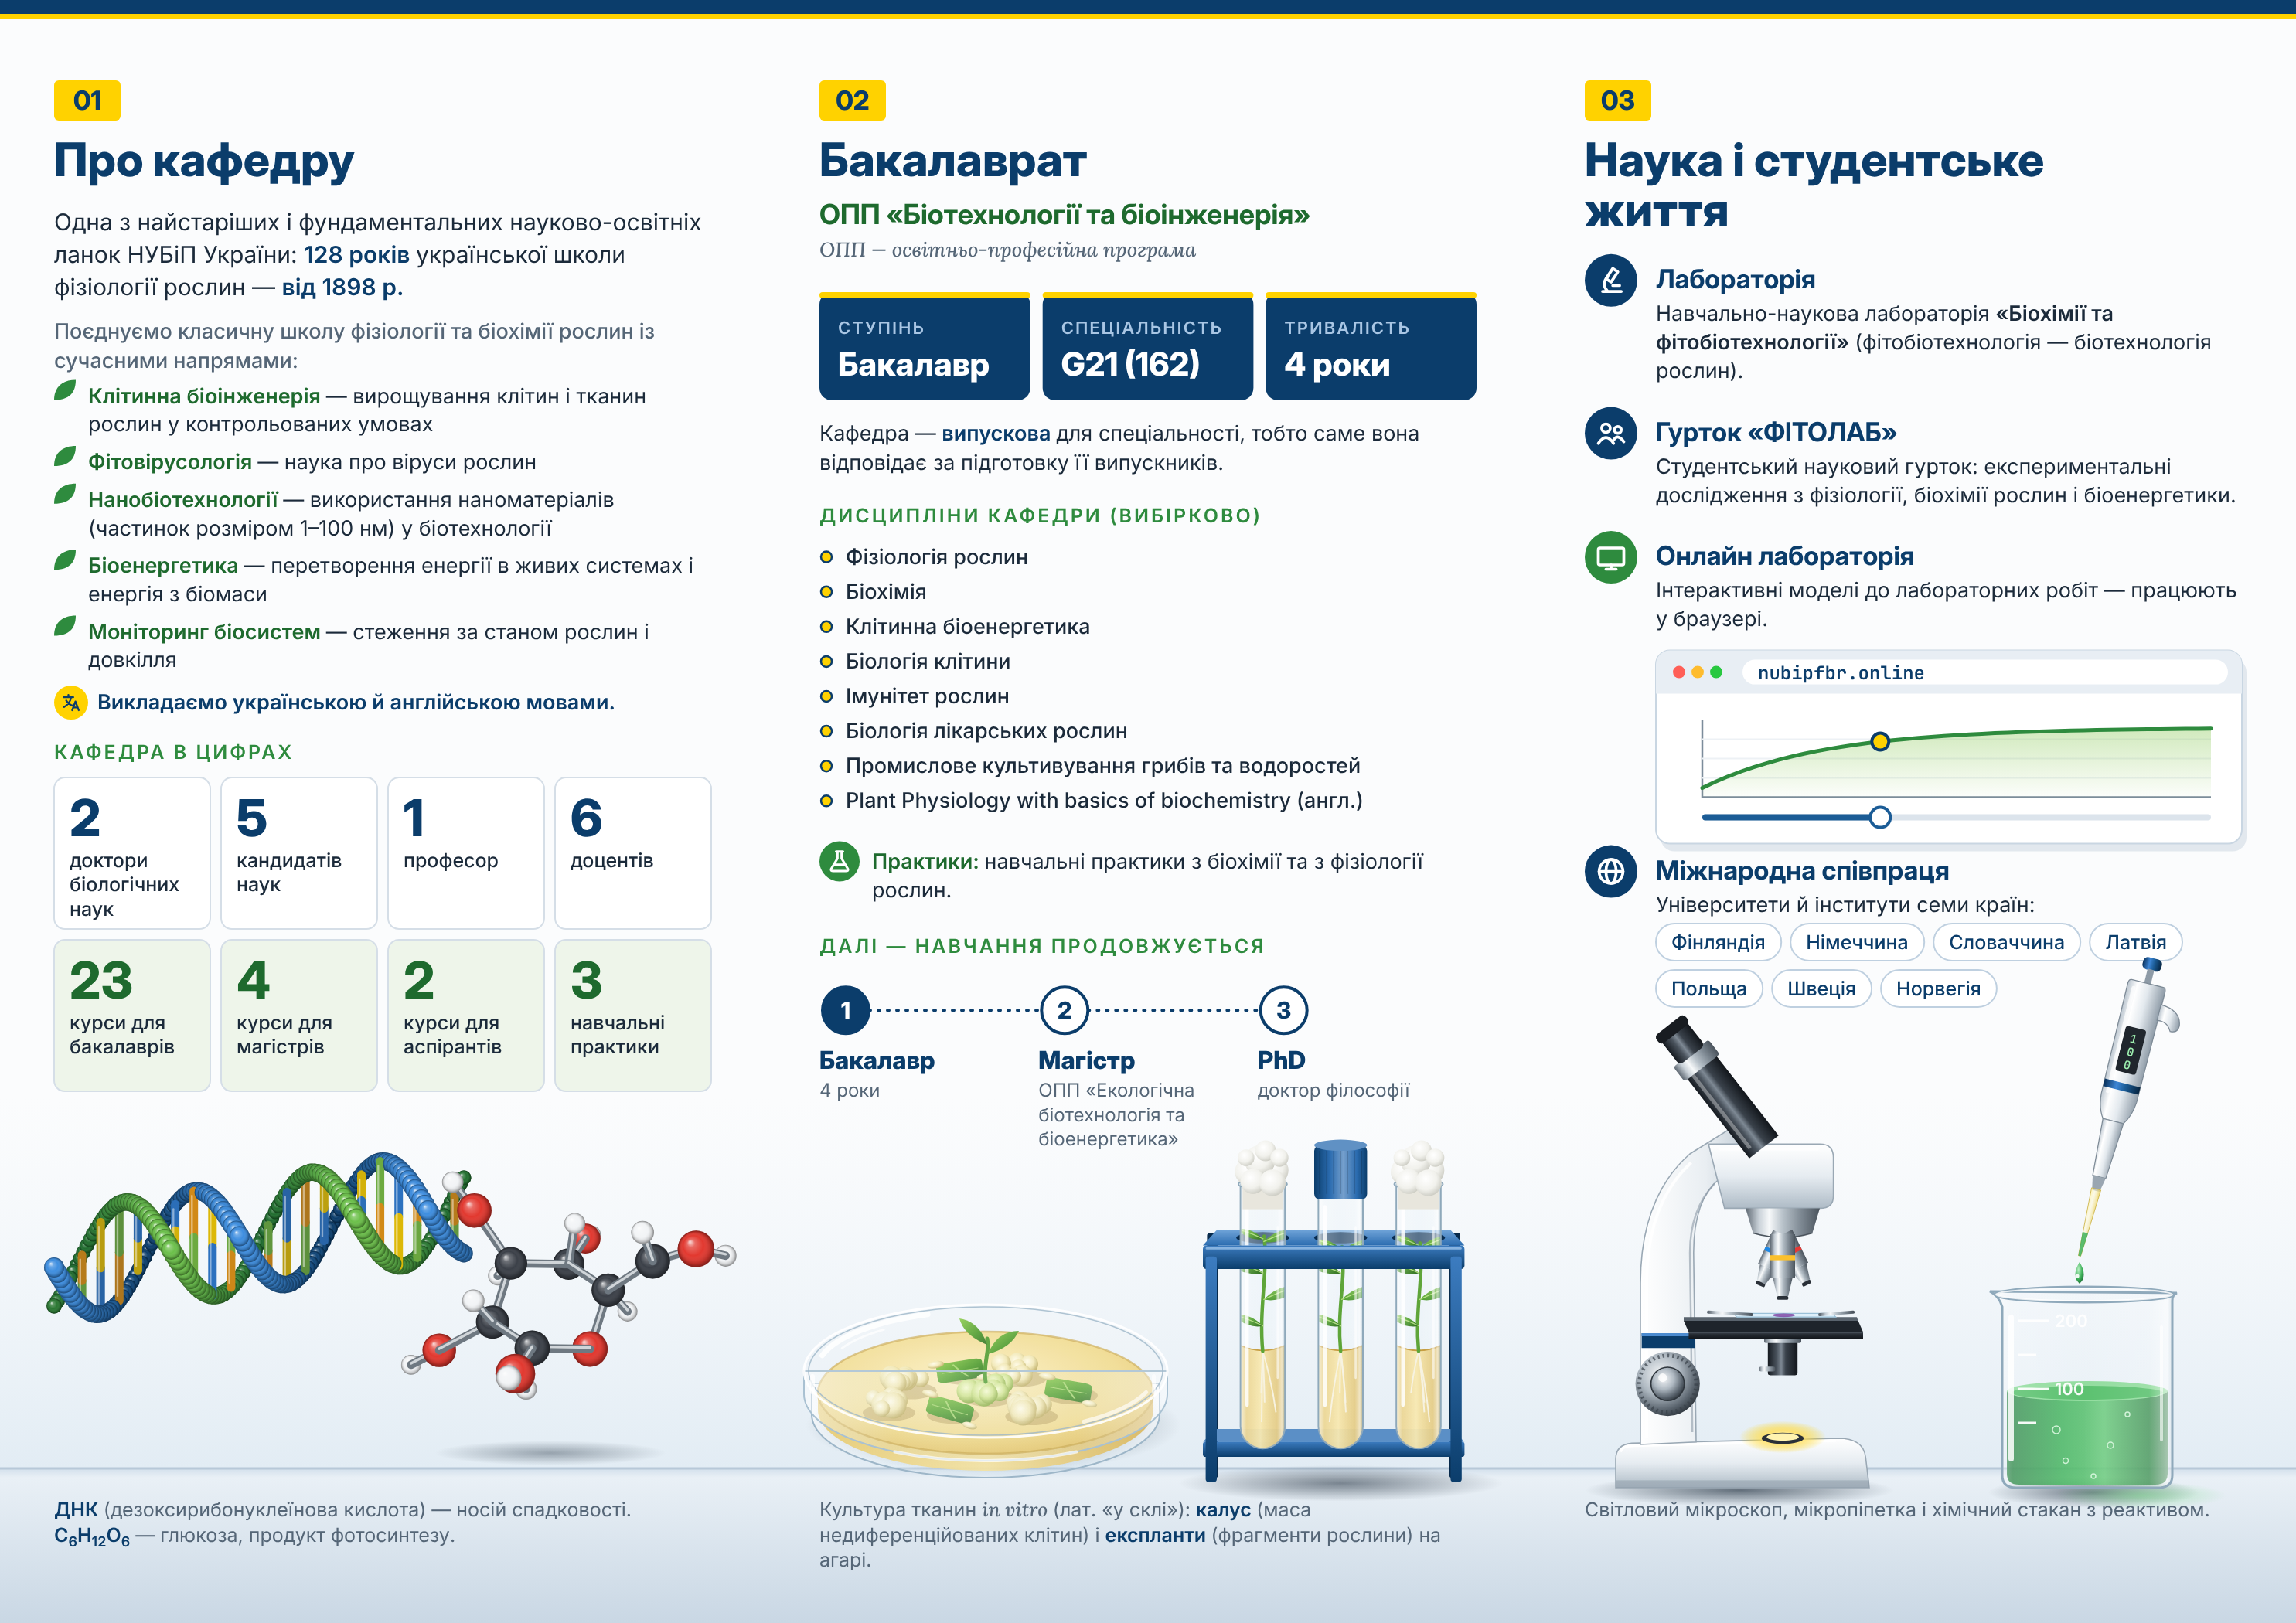 01
Про кафедру
Одна з найстаріших і фундаментальних науково-освітніх
ланок НУБіП України: 128 років української школи
фізіології рослин — від 1898 р.
Поєднуємо класичну школу фізіології та біохімії рослин із
сучасними напрямами:
Клітинна біоінженерія — вирощування клітин і тканин
рослин у контрольованих умовах
Фітовірусологія — наука про віруси рослин
Нанобіотехнології — використання наноматеріалів
(частинок розміром 1–100 нм) у біотехнології
Біоенергетика — перетворення енергії в живих системах і
енергія з біомаси
Моніторинг біосистем — стеження за станом рослин і
довкілля
Викладаємо українською й англійською мовами.
КАФЕДРА В ЦИФРАХ
2
доктори
біологічних
наук
5
кандидатів
наук
1
професор
6
доцентів
23
курси для
бакалаврів
4
курси для
магістрів
2
курси для
аспірантів
3
навчальні
практики
ДНК (дезоксирибонуклеїнова кислота) — носій спадковості.
C₆H₁₂O₆ — глюкоза, продукт фотосинтезу.
02
Бакалаврат
ОПП «Біотехнології та біоінженерія»
ОПП — освітньо-професійна програма
СТУПІНЬ
Бакалавр
СПЕЦІАЛЬНІСТЬ
G21 (162)
ТРИВАЛІСТЬ
4 роки
Кафедра — випускова для спеціальності, тобто саме вона
відповідає за підготовку її випускників.
ДИСЦИПЛІНИ КАФЕДРИ (ВИБІРКОВО)
Фізіологія рослин
Біохімія
Клітинна біоенергетика
Біологія клітини
Імунітет рослин
Біологія лікарських рослин
Промислове культивування грибів та водоростей
Plant Physiology with basics of biochemistry (англ.)
Практики: навчальні практики з біохімії та з фізіології
рослин.
ДАЛІ — НАВЧАННЯ ПРОДОВЖУЄТЬСЯ
1
Бакалавр
4 роки
2
Магістр
ОПП «Екологічна
біотехнологія та
біоенергетика»
3
PhD
доктор філософії
Культура тканин in vitro (лат. «у склі»): калус (маса
недиференційованих клітин) і експланти (фрагменти рослини) на
агарі.
03
Наука і студентське
життя
Лабораторія
Навчально-наукова лабораторія «Біохімії та
фітобіотехнології» (фітобіотехнологія — біотехнологія
рослин).
Гурток «ФІТОЛАБ»
Студентський науковий гурток: експериментальні
дослідження з фізіології, біохімії рослин і біоенергетики.
Онлайн лабораторія
Інтерактивні моделі до лабораторних робіт — працюють
у браузері.
nubipfbr.online
Міжнародна співпраця
Університети й інститути семи країн:
Фінляндія
Німеччина
Словаччина
Латвія
Польща
Швеція
Норвегія
1
0
0
200
100
Світловий мікроскоп, мікропіпетка і хімічний стакан з реактивом.